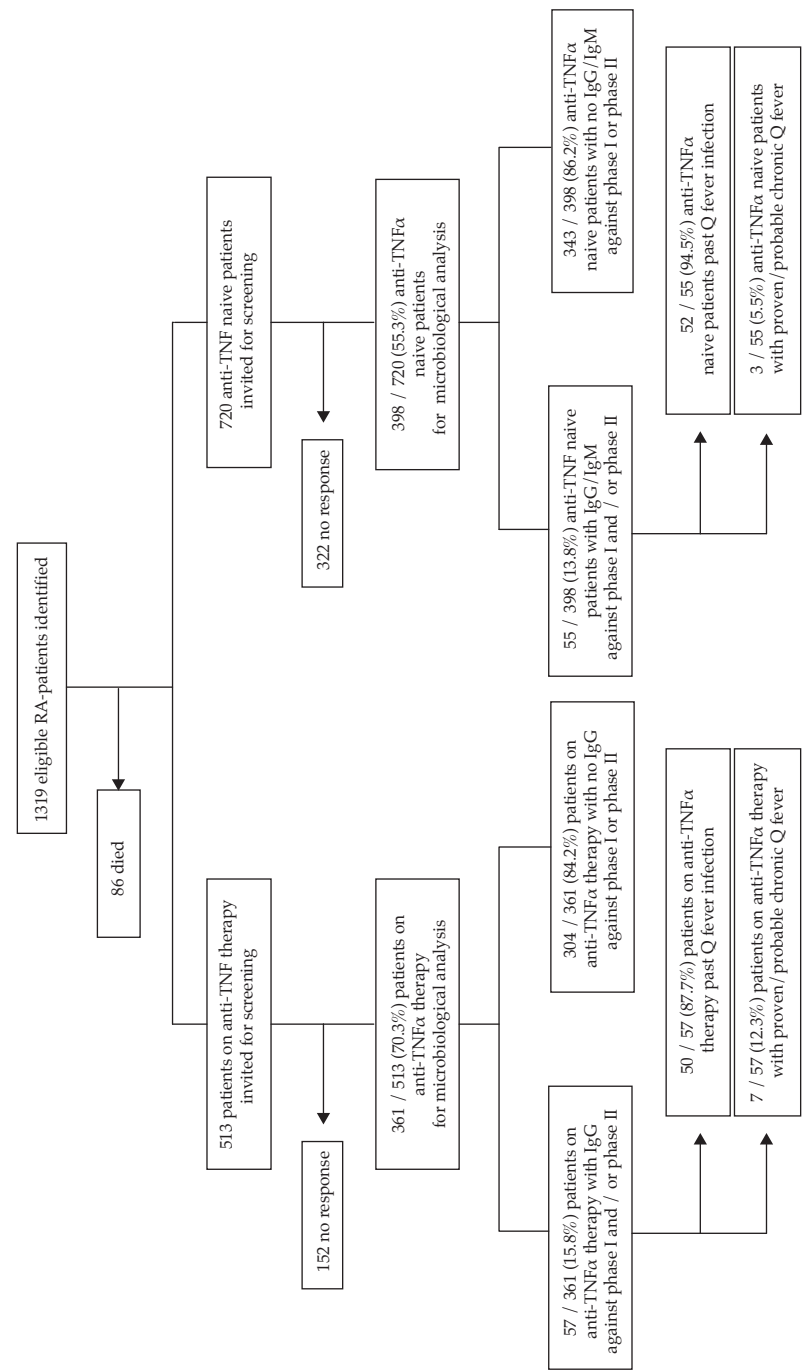 1319 eligible RA-patients identified
86 died
513 patients on anti-TNF therapy
invited for screening
720 anti-TNF naive patients
invited for screening
152 no response
322 no response
361 / 513 (70.3%) patients on
anti-TNFα therapy
for microbiological analysis
398 / 720 (55.3%) anti-TNFα
naive patients
for microbiological analysis
57 / 361 (15.8%) patients on
anti-TNFα therapy with IgG
against phase I and / or phase II
304 / 361 (84.2%) patients on
anti-TNFα therapy with no IgG
against phase I or phase II
55 / 398 (13.8%) anti-TNF naive
patients with IgG/IgM
against phase I and / or phase II
343 / 398 (86.2%) anti-TNFα
naive patients with no IgG/IgM
against phase I or phase II
50 / 57 (87.7%) patients on anti-TNFα
therapy past Q fever infection
7 / 57 (12.3%) patients on anti-TNFα therapy
with proven/probable chronic Q fever
52 / 55 (94.5%) anti-TNFα
naive patients past Q fever infection
3 / 55 (5.5%) anti-TNFα naive patients
with proven/probable chronic Q fever